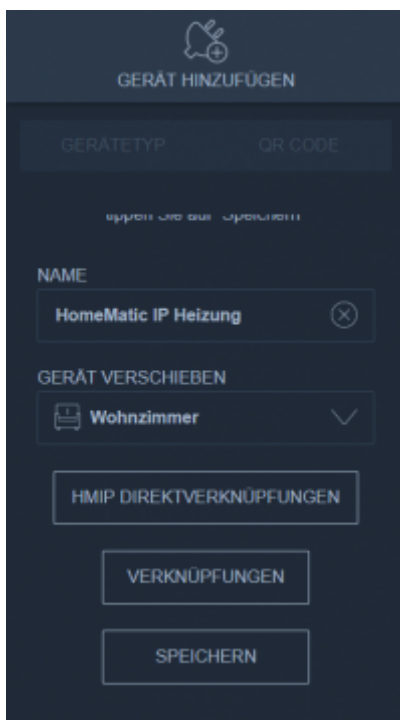 GERÄT HINZUFÜGEN
GERÄTETYP QR CODE
NAME
HomeMatic IP Heizung
GERÄT VERSCHIEBEN
Wohnzimmer
HMIP DIREKTVERKNÜPFUNGEN
VERKNÜPFUNGEN
SPEICHERN